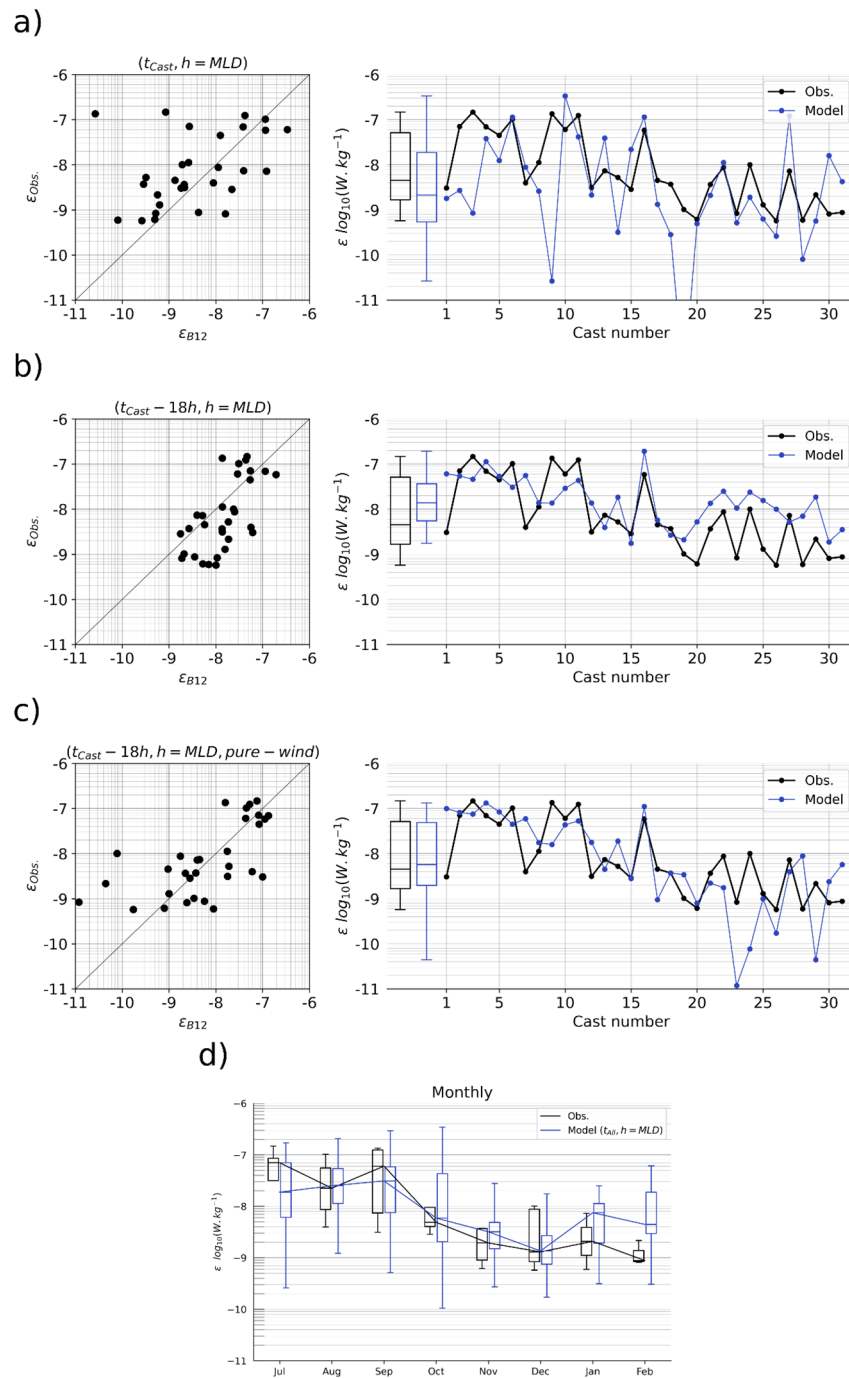 a)
(t_Cast, h = MLD)
-6
-7
-8
-9
-10
-11
ε_Obs.
-11 -10 -9 -8 -7 -6
ε_B12
-6
-7
-8
-9
-10
-11
ε log₁₀(W. kg⁻¹)
Obs.
Model
1 5 10 15 20 25 30
Cast number
b)
(t_Cast − 18h, h = MLD)
-6
-7
-8
-9
-10
-11
ε_Obs.
-11 -10 -9 -8 -7 -6
ε_B12
-6
-7
-8
-9
-10
-11
ε log₁₀(W. kg⁻¹)
Obs.
Model
1 5 10 15 20 25 30
Cast number
c)
(t_Cast − 18h, h = MLD, pure − wind)
-6
-7
-8
-9
-10
-11
ε_Obs.
-11 -10 -9 -8 -7 -6
ε_B12
-6
-7
-8
-9
-10
-11
ε log₁₀(W. kg⁻¹)
Obs.
Model
1 5 10 15 20 25 30
Cast number
d)
Monthly
−6
−7
−8
−9
−10
−11
ε log₁₀(W. kg⁻¹)
Obs.
Model (t_All, h = MLD)
Jul Aug Sep Oct Nov Dec Jan Feb